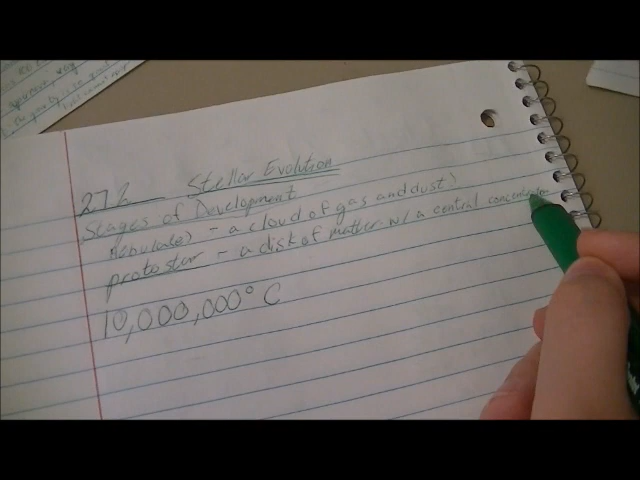 27.2 Stellar Evolution
Stages of Development
Nebula(e) - a cloud of gas and dust)
protostar - a disk of matter w/ a central concentration
10,000,000° C